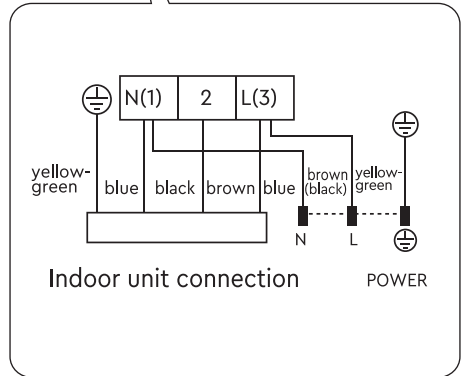 N(1) 2 L(3)
yellow-
green
blue
black
brown
blue
brown
(black)
yellow-
green
N
L
Indoor unit connection
POWER